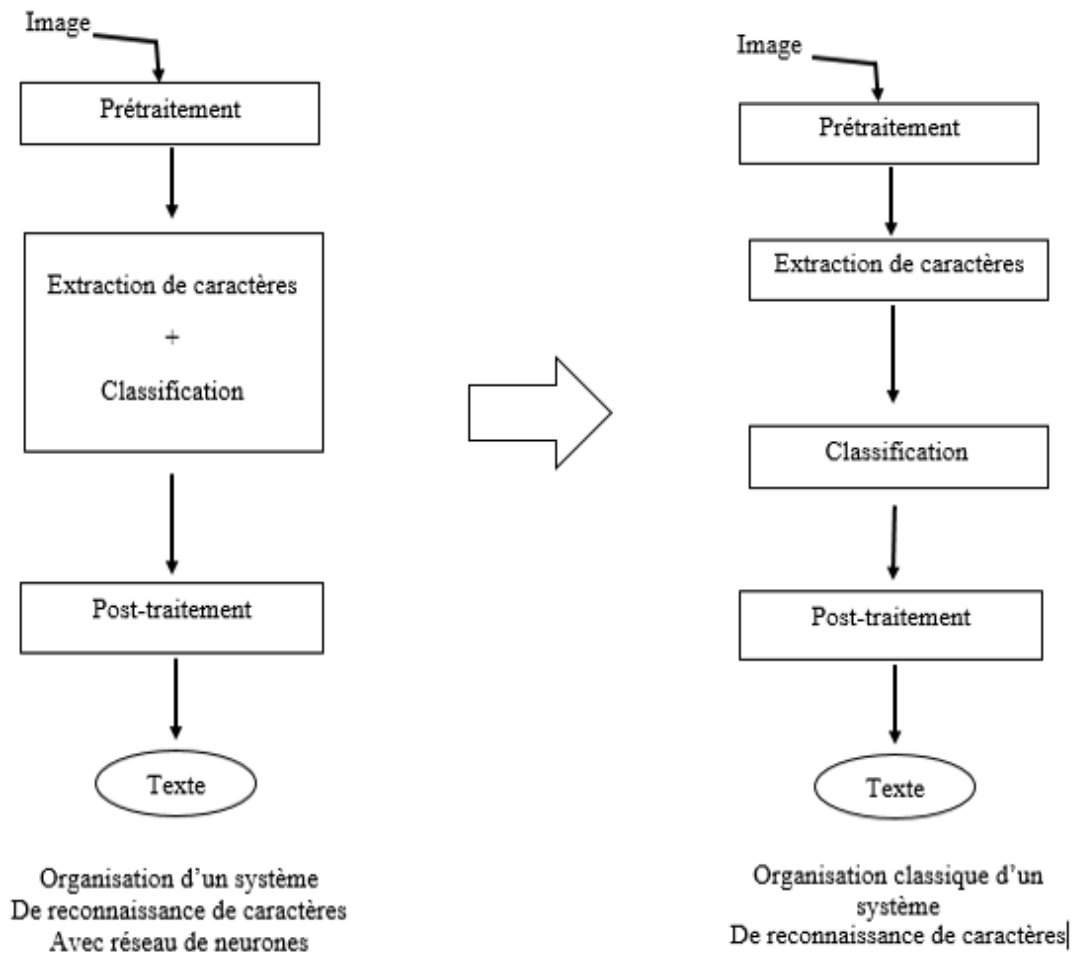 Image
Prétraitement
Extraction de caractères
+
Classification
Post-traitement
Texte
Organisation d'un système
De reconnaissance de caractères
Avec réseau de neurones
Image
Prétraitement
Extraction de caractères
Classification
Post-traitement
Texte
Organisation classique d'un
système
De reconnaissance de caractères